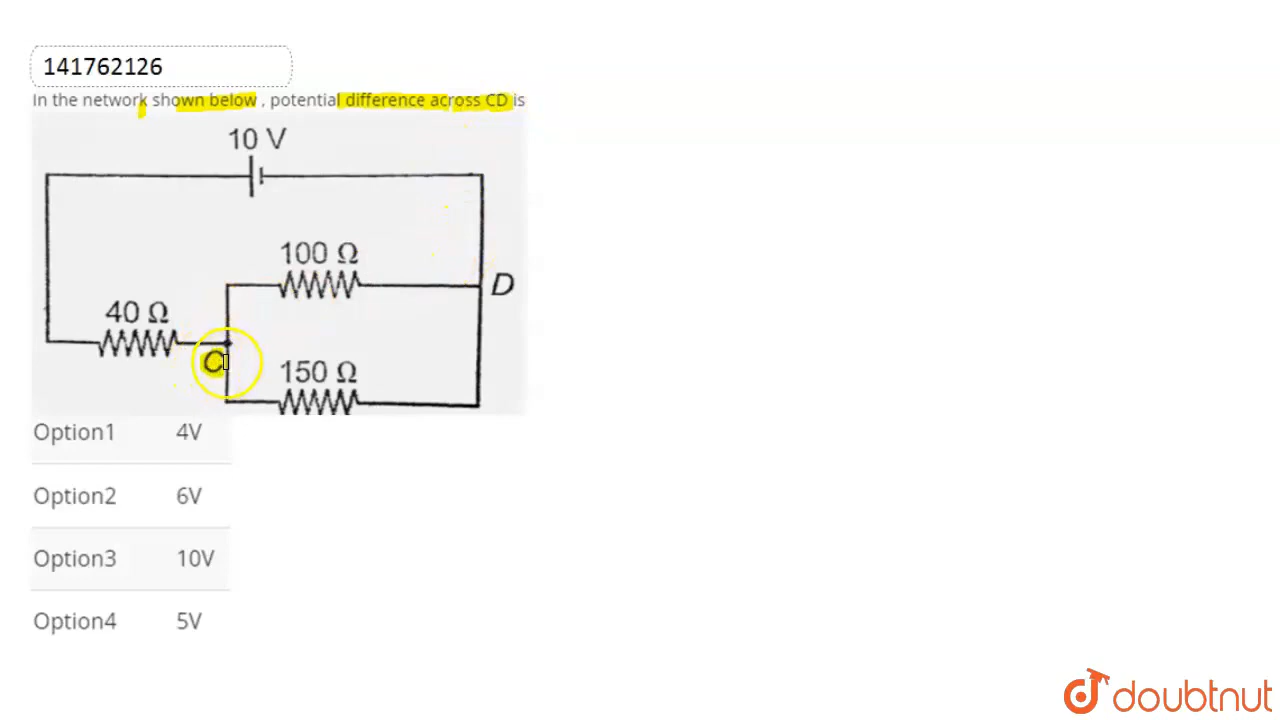 141762126
In the network shown below , potential difference across CD is
10 V
100 Ω
D
40 Ω
C
150 Ω
Option1 4V
Option2 6V
Option3 10V
Option4 5V
doubtnut